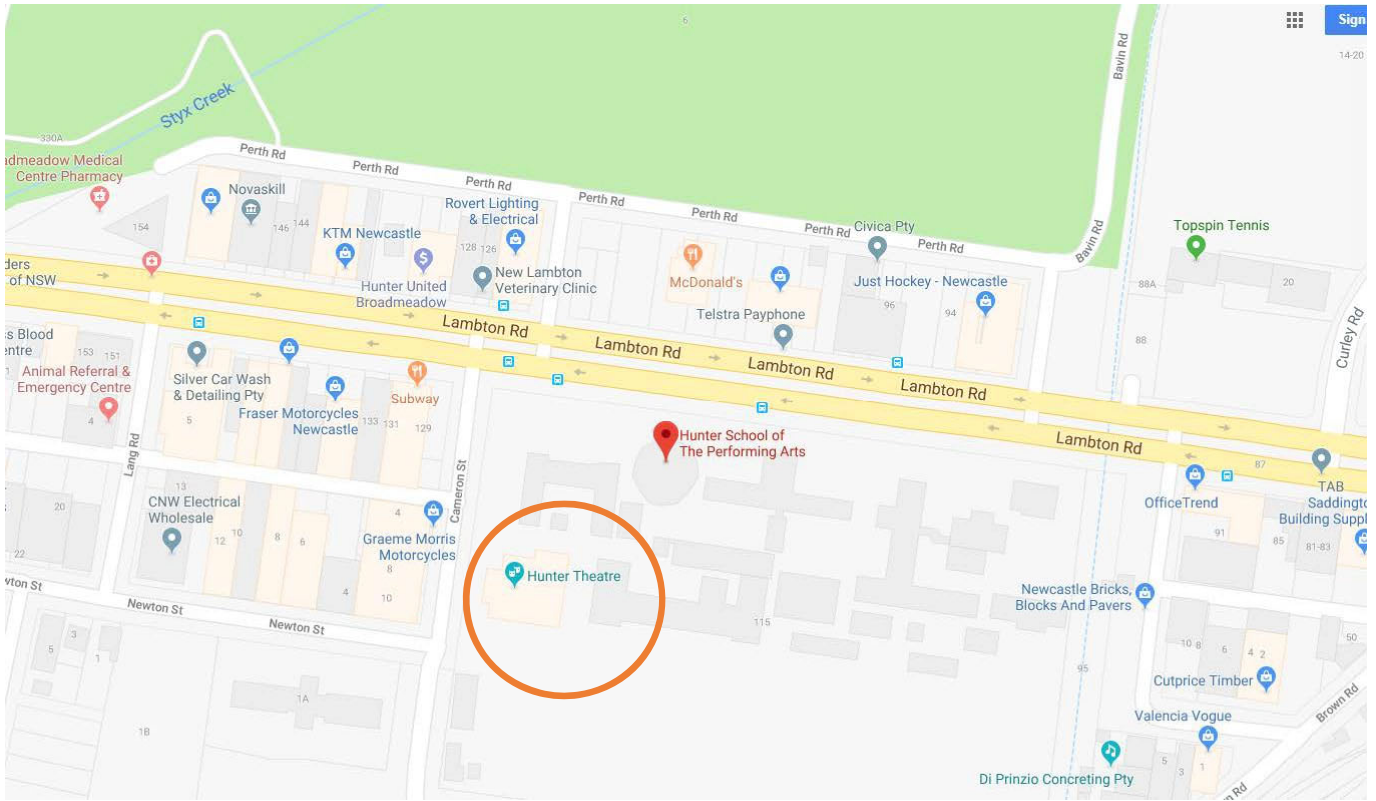 6
Sign
14-20
Bavin Rd
Styx Creek
330A
admeadow Medical
Centre Pharmacy
Perth Rd
Perth Rd
Perth Rd
Perth Rd
Perth Rd
Perth Rd
Perth Rd
Novaskill
154
146
144
KTM Newcastle
Rovert Lighting
& Electrical
128
126
Hunter United
Broadmeadow
New Lambton
Veterinary Clinic
McDonald's
Civica Pty
Telstra Payphone
Just Hockey - Newcastle
96
94
Bavin Rd
Topspin Tennis
88A
20
88
Curley Rd
ders
of NSW
Lambton Rd
Lambton Rd
Lambton Rd
Lambton Rd
Lambton Rd
s Blood
entre
153
151
Animal Referral &
Emergency Centre
4
Silver Car Wash
& Detailing Pty
5
Fraser Motorcycles
Newcastle
Subway
133
131
129
Lang Rd
Cameron St
Hunter School of
The Performing Arts
87
TAB
OfficeTrend
Saddingto
Building Suppl
91
85
81-83
20
22
13
CNW Electrical
Wholesale
12
10
8
6
4
Graeme Morris
Motorcycles
8
10
4
Hunter Theatre
115
Newcastle Bricks,
Blocks And Pavers
wton St
Newton St
Newton St
3
5
1
1A
1B
95
10
8
6
4
2
50
Cutprice Timber
Brown Rd
Valencia Vogue
5
3
1
Di Prinzio Concreting Pty
n Rd